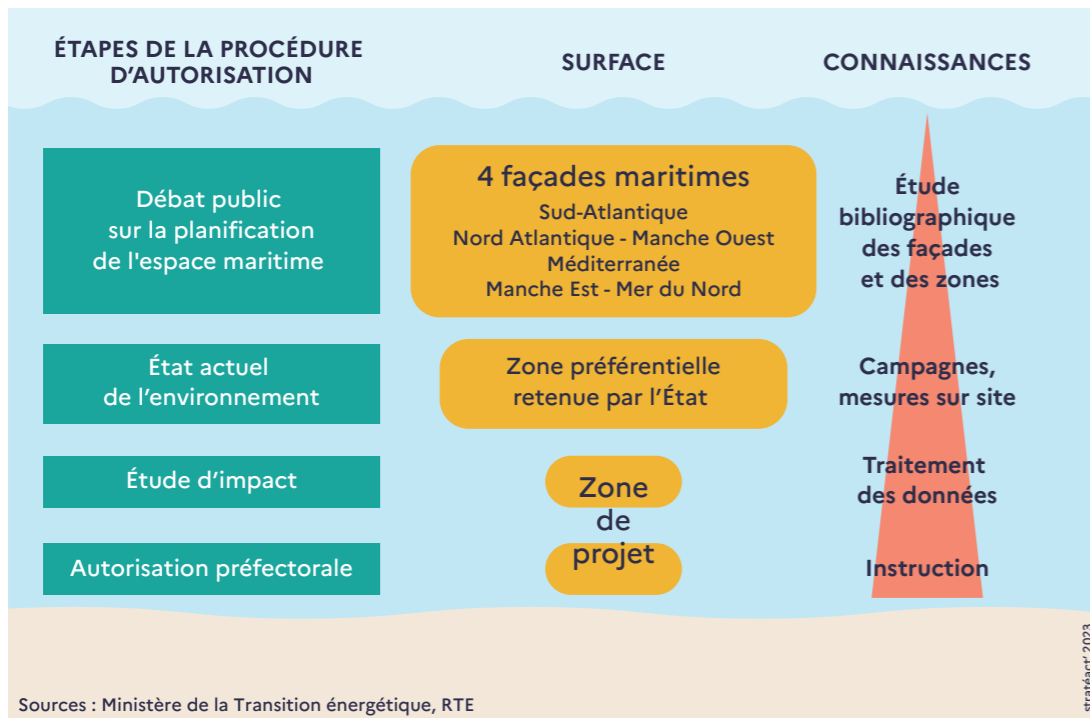 ÉTAPES DE LA PROCÉDURE
D'AUTORISATION
SURFACE
CONNAISSANCES
Débat public
sur la planification
de l'espace maritime
4 façades maritimes
Sud-Atlantique
Nord Atlantique - Manche Ouest
Méditerranée
Manche Est - Mer du Nord
Étude
bibliographique
des façades
et des zones
État actuel
de l’environnement
Zone préférentielle
retenue par l’État
Campagnes,
mesures sur site
Étude d’impact
Zone
de
projet
Traitement
des données
Autorisation préfectorale
Instruction
Sources : Ministère de la Transition énergétique, RTE
stratéact' 2023